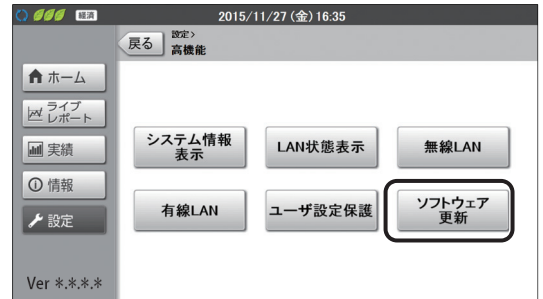 経済
2015/11/27(金)16:35
戻る
設定>
高機能
ホーム
ライブ
レポート
実績
情報
設定
システム情報
表示
LAN状態表示
無線LAN
有線LAN
ユーザ設定保護
ソフトウェア
更新
Ver *.*.*.*